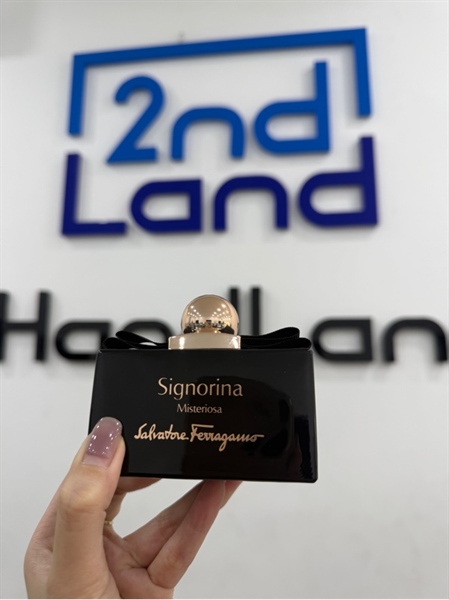 2nd
Land
Signorina
Misteriosa
Salvatore Ferragamo